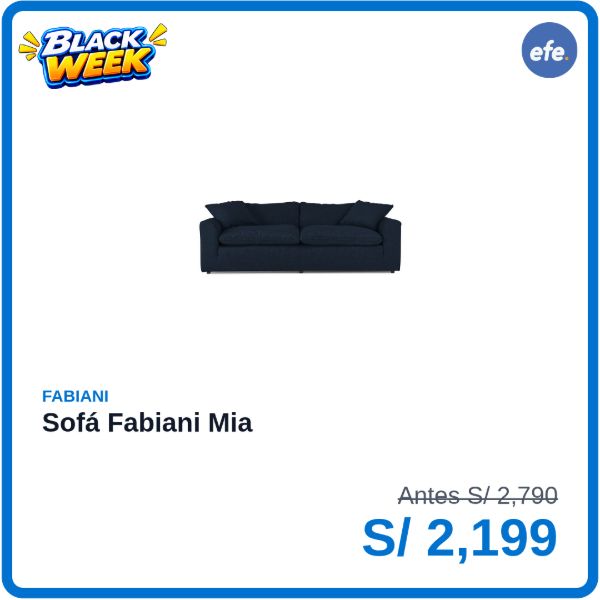 BLACK
WEEK
efe.
FABIANI
Sofá Fabiani Mia
Antes S/ 2,790
S/ 2,199